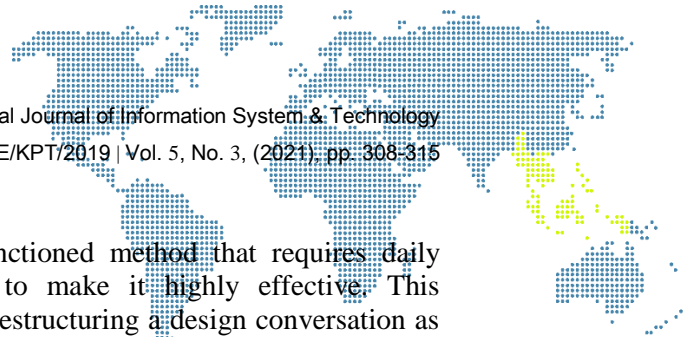 al Journal of Information System & Technology
E/KPT/2019 | Vol. 5, No. 3, (2021), pp. 308-315
nctioned method that requires daily
to make it highly effective. This
estructuring a design conversation as